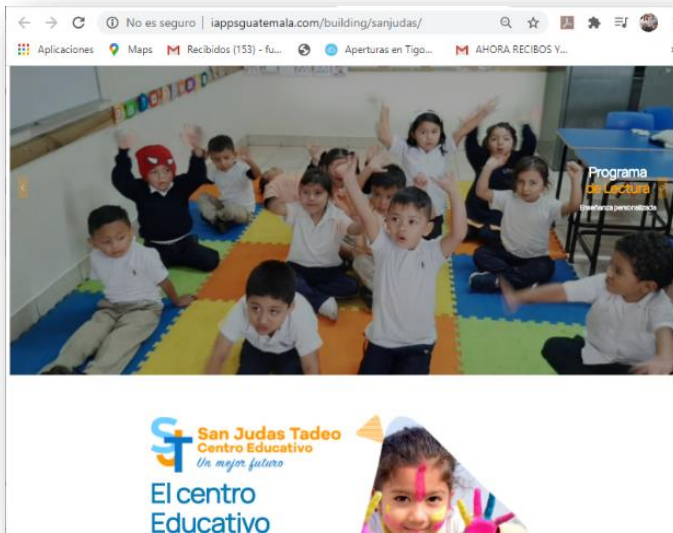 No es seguro | iappsguatemala.com/building/sanjudas/
Aplicaciones Maps Recibidos (153) - fu... Aperturas en Tigo... AHORA RECIBOS Y...
Programa
de Lectura
Enseñanza personalizada
San Judas Tadeo
Centro Educativo
Un mejor futuro
El centro
Educativo